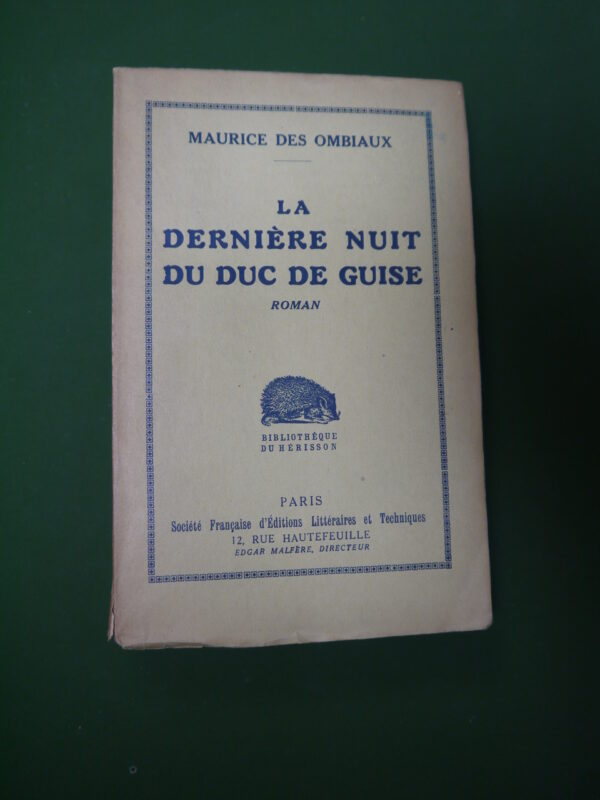 MAURICE DES OMBIAUX
LA
DERNIÈRE NUIT
DU DUC DE GUISE
ROMAN
BIBLIOTHÈQUE
DU HÉRISSON
PARIS
Société Française d'Éditions Littéraires et Techniques
12, RUE HAUTEFEUILLE
EDGAR MALFÈRE, DIRECTEUR